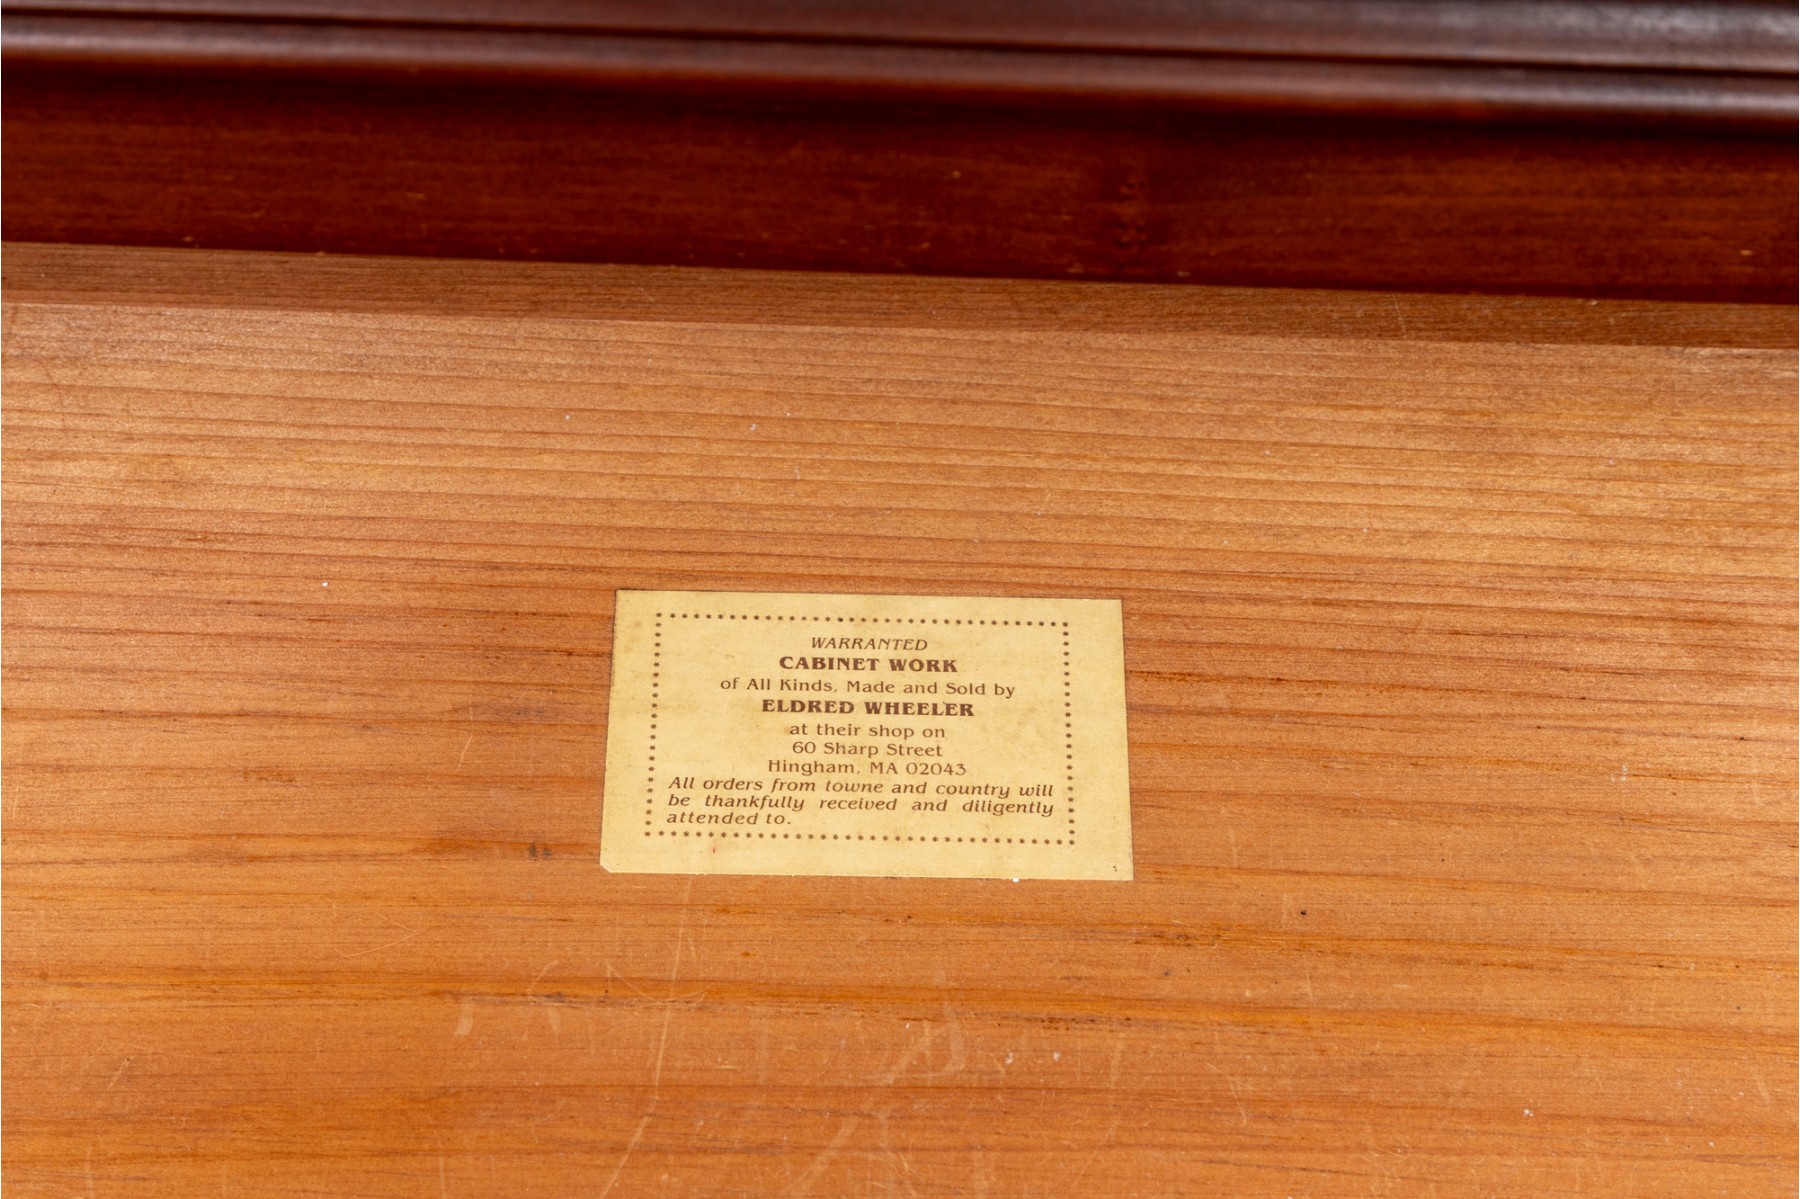 WARRANTED
CABINET WORK
of All Kinds, Made and Sold by
ELDRED WHEELER
at their shop on
60 Sharp Street
Hingham, MA 02043
All orders from towne and country will
be thankfully received and diligently
attended to.